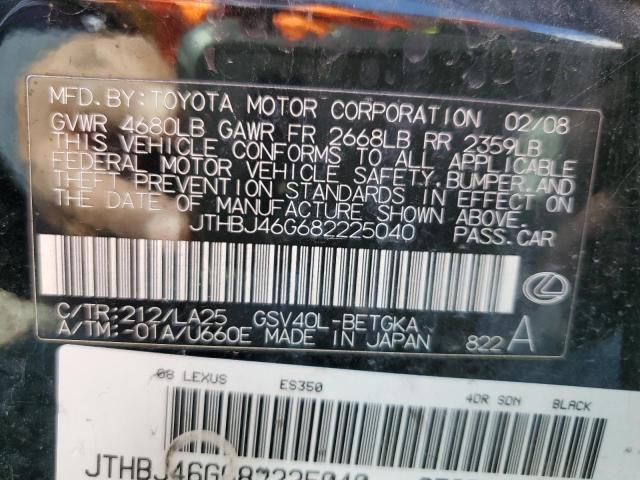 MFD.BY:TOYOTA MOTOR CORPORATION 02/08
GVWR 4680LB GAWR FR 2668LB RR 2359LB
THIS VEHICLE CONFORMS TO ALL APPLICABLE
FEDERAL MOTOR VEHICLE SAFETY, BUMPER, AND
THEFT PREVENTION STANDARDS IN EFFECT ON
THE DATE OF MANUFACTURE SHOWN ABOVE.
JTHBJ46G682225040 PASS.CAR
C/TR:212/LA25 GSV40L-BETGKA
A/TM:-01A/U660E MADE IN JAPAN 822 A
08 LEXUS ES350 4DR SDN BLACK